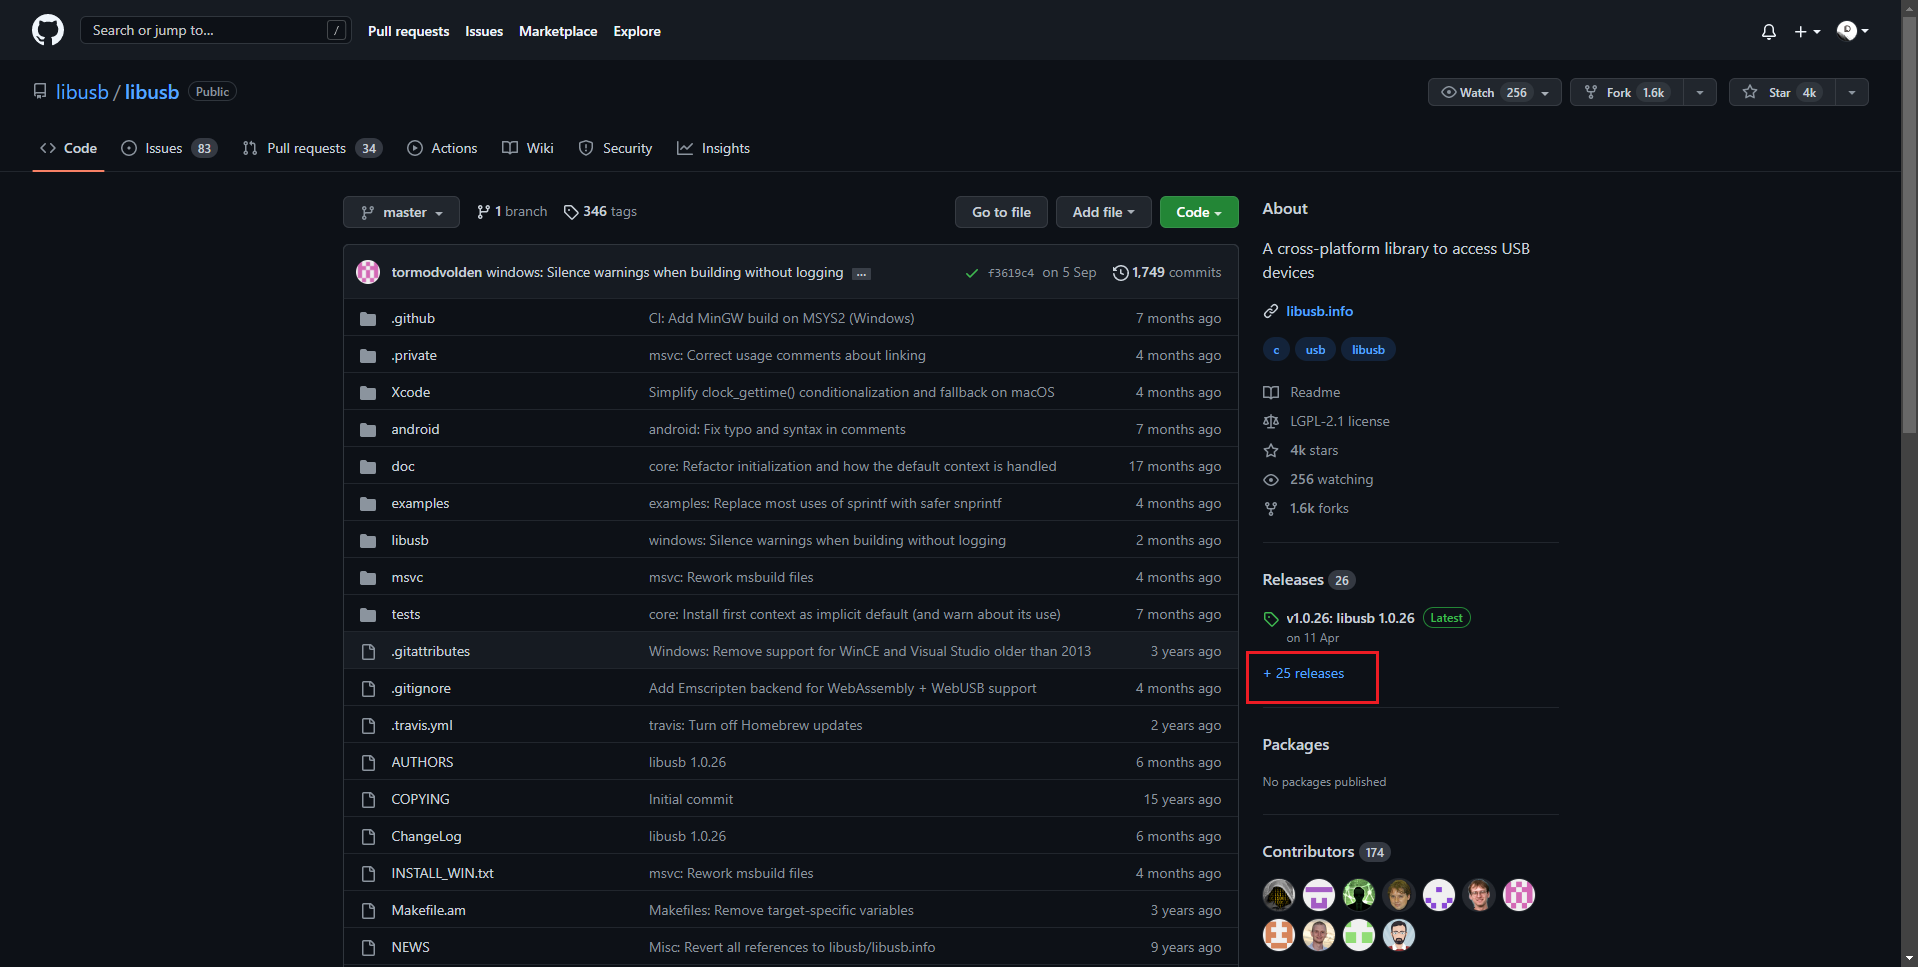 Search or jump to... /
Pull requests Issues Marketplace Explore
libusb / libusb Public
Watch 256
Fork 1.6k
Star 4k
Code
Issues 83
Pull requests 34
Actions
Wiki
Security
Insights
master
1 branch
346 tags
Go to file
Add file
Code
tormodvolden windows: Silence warnings when building without logging ... f3619c4 on 5 Sep 1,749 commits
.github CI: Add MinGW build on MSYS2 (Windows) 7 months ago
.private msvc: Correct usage comments about linking 4 months ago
Xcode Simplify clock_gettime() conditionalization and fallback on macOS 4 months ago
android android: Fix typo and syntax in comments 7 months ago
doc core: Refactor initialization and how the default context is handled 17 months ago
examples examples: Replace most uses of sprintf with safer snprintf 4 months ago
libusb windows: Silence warnings when building without logging 2 months ago
msvc msvc: Rework msbuild files 4 months ago
tests core: Install first context as implicit default (and warn about its use) 7 months ago
.gitattributes Windows: Remove support for WinCE and Visual Studio older than 2013 3 years ago
.gitignore Add Emscripten backend for WebAssembly + WebUSB support 4 months ago
.travis.yml travis: Turn off Homebrew updates 2 years ago
AUTHORS libusb 1.0.26 6 months ago
COPYING Initial commit 15 years ago
ChangeLog libusb 1.0.26 6 months ago
INSTALL_WIN.txt msvc: Rework msbuild files 4 months ago
Makefile.am Makefiles: Remove target-specific variables 3 years ago
NEWS Misc: Revert all references to libusb/libusb.info 9 years ago
About
A cross-platform library to access USB
devices
libusb.info
c usb libusb
Readme
LGPL-2.1 license
4k stars
256 watching
1.6k forks
Releases 26
v1.0.26: libusb 1.0.26 Latest
on 11 Apr
+ 25 releases
Packages
No packages published
Contributors 174